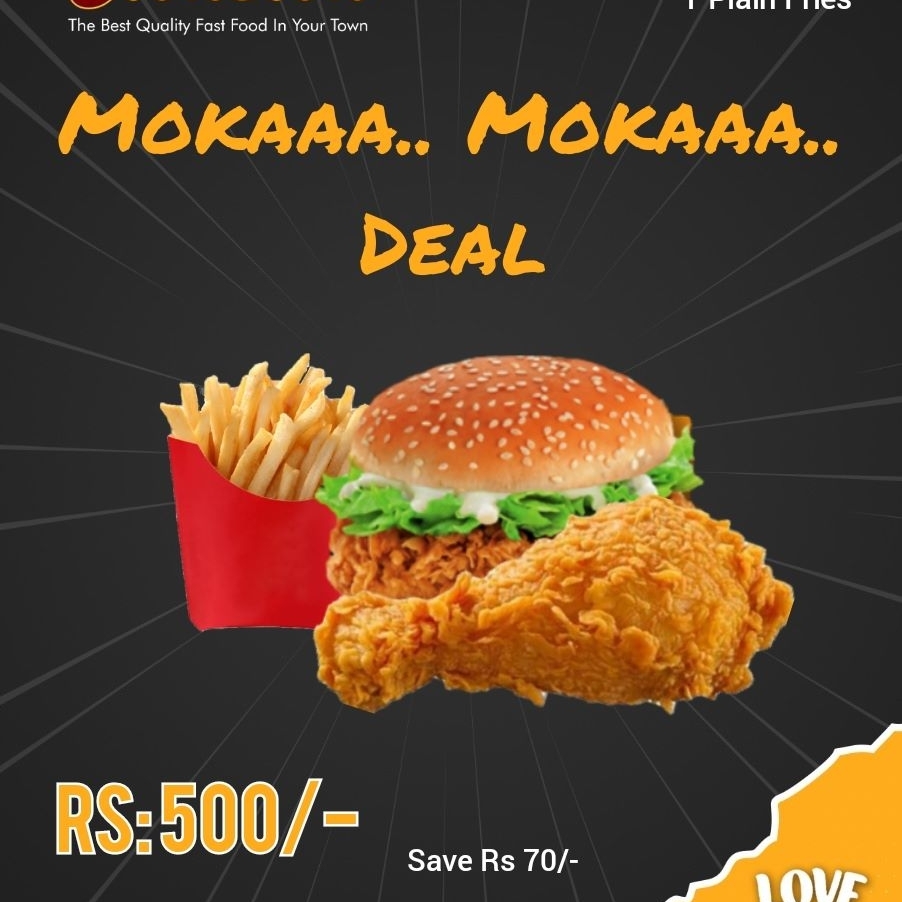 The Best Quality Fast Food In Your Town
1 Plain Fries
Mokaaa.. Mokaaa..
Deal
RS:500/-
Save Rs 70/-
LOVE